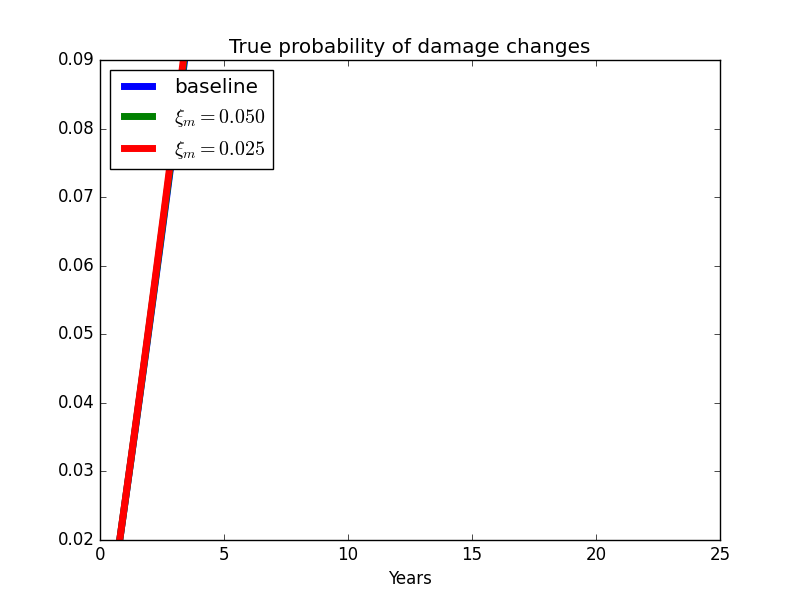 True probability of damage changes
0.09
0.08
0.07
0.06
0.05
0.04
0.03
0.02
baseline
ξₘ = 0.050
ξₘ = 0.025
0 5 10 15 20 25
Years